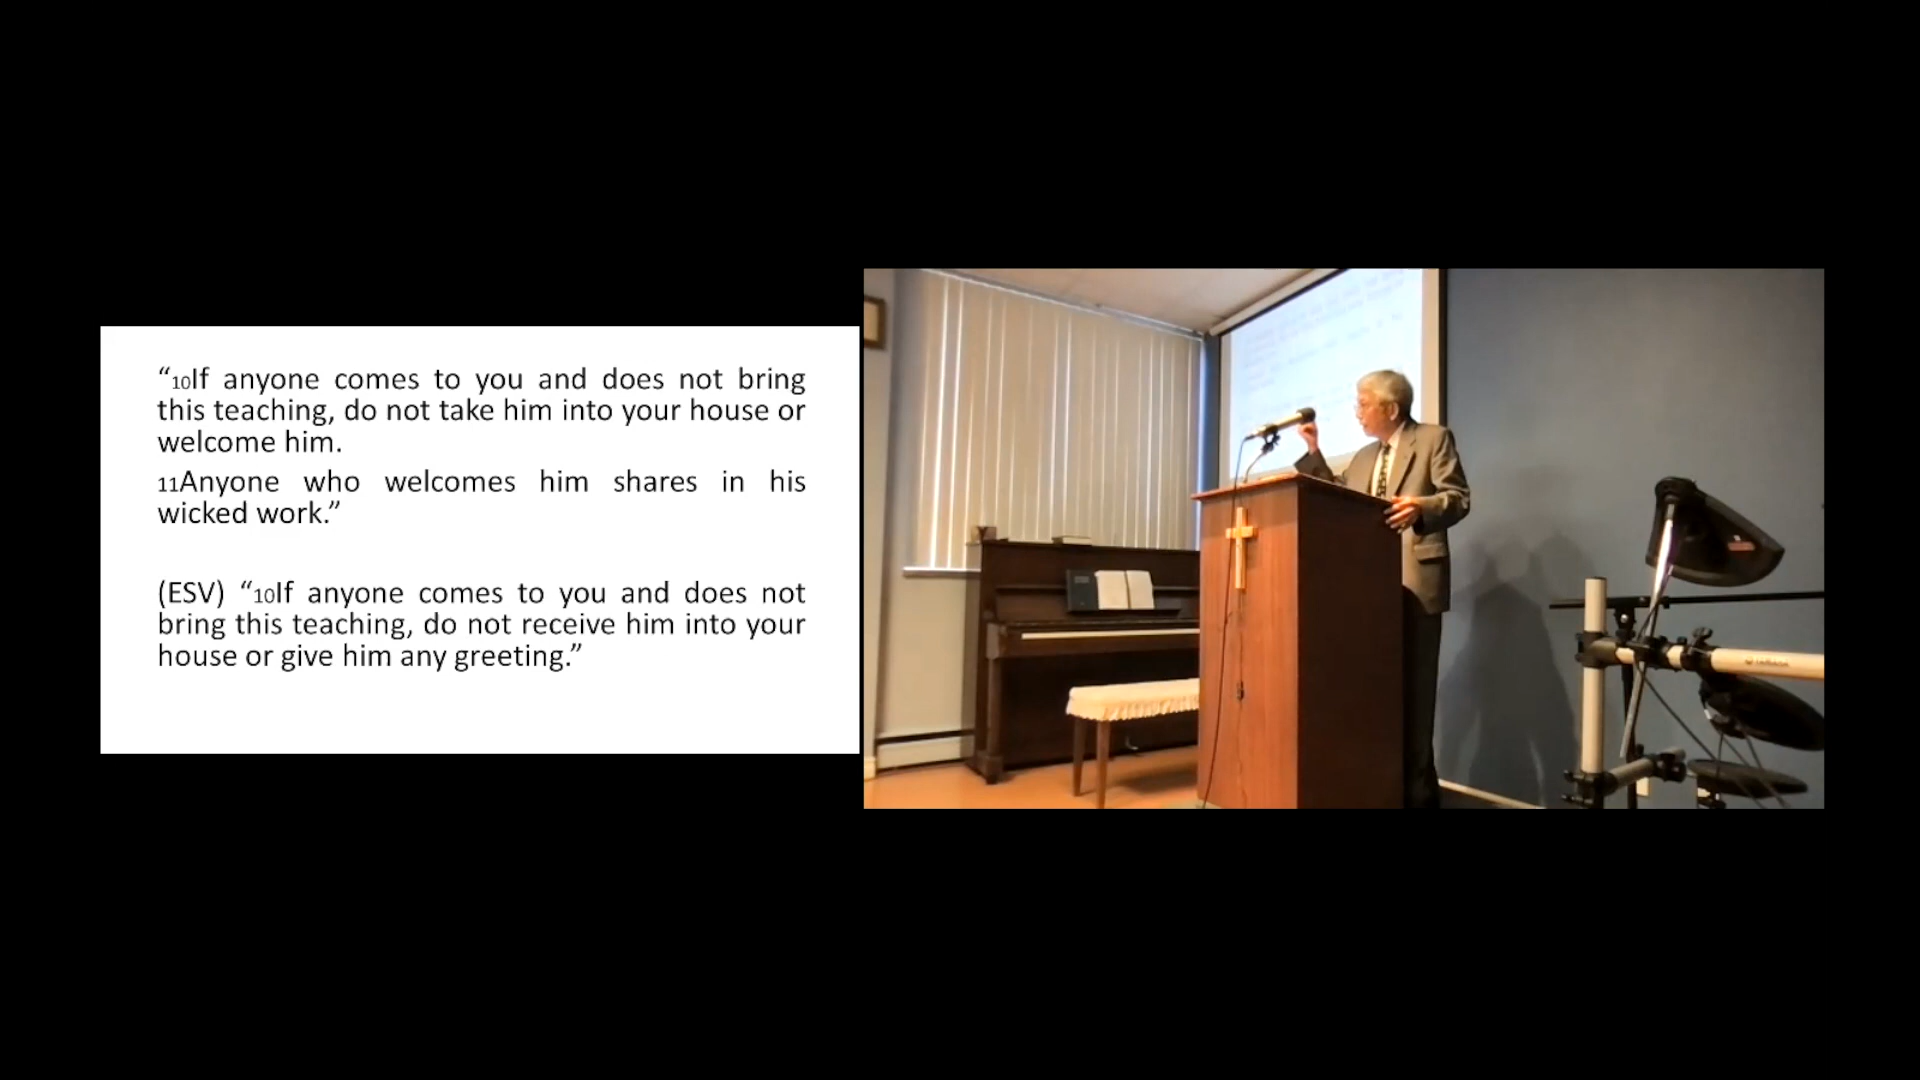 “10If anyone comes to you and does not bring
this teaching, do not take him into your house or
welcome him.
11Anyone who welcomes him shares in his
wicked work.”
(ESV) “10If anyone comes to you and does not
bring this teaching, do not receive him into your
house or give him any greeting.”